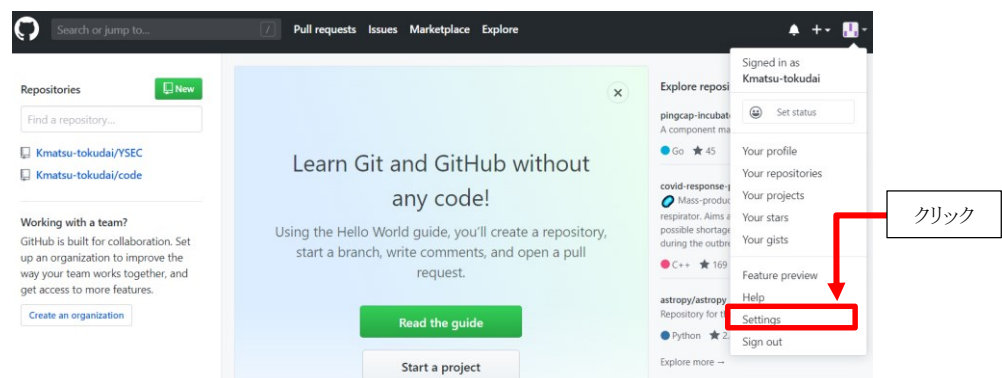 Search or jump to...
/
Pull requests Issues Marketplace Explore
Repositories
New
Find a repository...
Kmatsu-tokudai/YSEC
Kmatsu-tokudai/code
Working with a team?
GitHub is built for collaboration. Set
up an organization to improve the
way your team works together, and
get access to more features.
Create an organization
Learn Git and GitHub without
any code!
Using the Hello World guide, you'll create a repository,
start a branch, write comments, and open a pull
request.
Read the guide
Start a project
Explore reposi
pingcap-incubat
A component ma
Go 45
covid-response-p
Mass-produc
respirator. Aims a
possible shortage
during the outbr
C++ 169
astropy/astropy
Repository for th
Python 2.
Explore more →
Signed in as
Kmatsu-tokudai
Set status
Your profile
Your repositories
Your projects
Your stars
Your gists
Feature preview
Help
Settings
Sign out
クリック